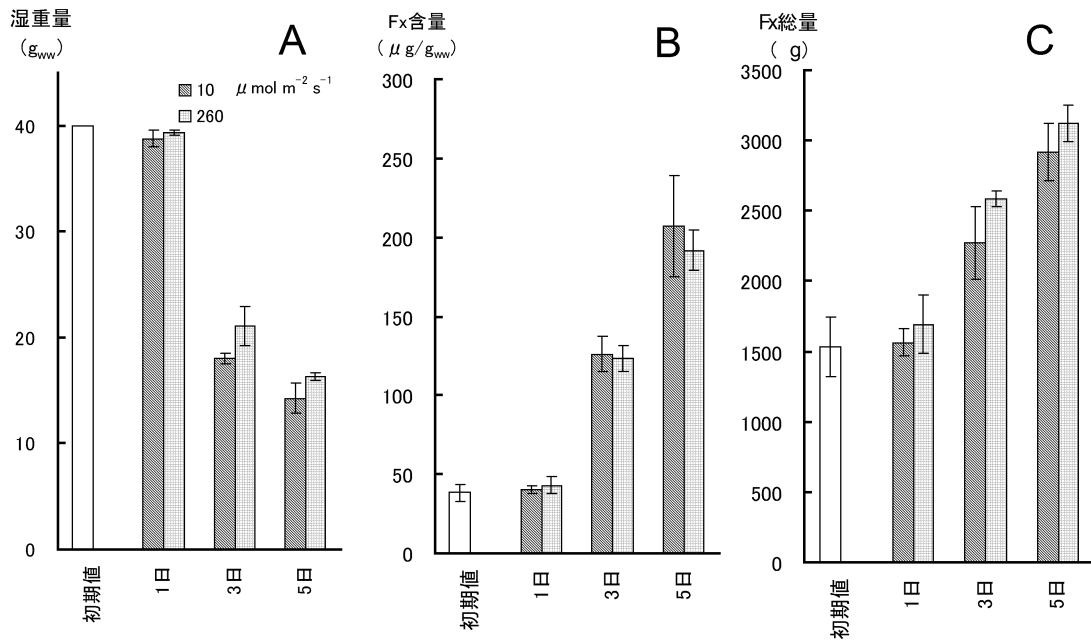 湿重量
(gww)
A
10 μmol m⁻² s⁻¹
260
40
30
20
10
0
初期値
1日
3日
5日
Fx含量
(μg/gww)
B
300
250
200
150
100
50
0
初期値
1日
3日
5日
Fx総量
( g)
C
3500
3000
2500
2000
1500
1000
500
0
初期値
1日
3日
5日